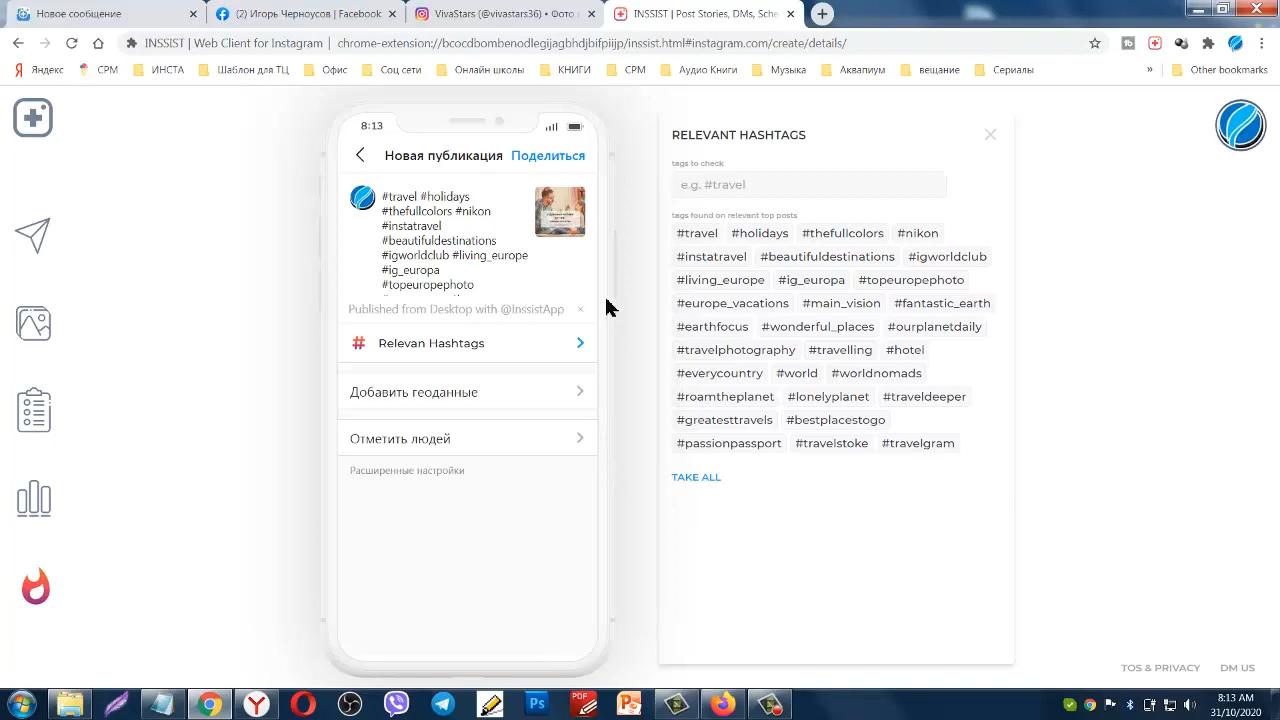 Новое сообщени
(2) Игорь Черноусов | Facebook
VivaStars (@
36) • Фото
INSSIST | Post Stories, DMs, Sche
INSSIST | Web Client for Instagram | chrome-extension://bcocdbombenodlegijagbhdjbifpiijp/inssist.html#instagram.com/create/details/
Яндекс
СРМ
ИНСТА
Шаблон для ТЦ
Офис
Соц сети
Онлайн школы
КНИГИ
СРМ
Аудио Книги
Музыка
Аквапиум
вещание
Сериалы
»
Other bookmarks
8:13
Новая публикация
Поделиться
#travel #holidays
#thefullcolors #nikon
#instatravel
#beautifuldestinations
#igworldclub #living_europe
#ig_europa
#topeuropephoto
Published from Desktop with @InssistApp ×
Relevan Hashtags
Добавить геоданные
Отметить людей
Расширенные настройки
RELEVANT HASHTAGS
tags to check
e.g. #travel
tags found on relevant top posts
#travel #holidays #thefullcolors #nikon
#instatravel #beautifuldestinations #igworldclub
#living_europe #ig_europa #topeuropephoto
#europe_vacations #main_vision #fantastic_earth
#earthfocus #wonderful_places #ourplanetdaily
#travelphotography #travelling #hotel
#everycountry #world #worldnomads
#roamtheplanet #lonelyplanet #traveldeeper
#greatesttravels #bestplacestogo
#passionpassport #travelstoke #travelgram
TAKE ALL
TOS & PRIVACY
DM US
Ps
PDF
8:13 AM
31/10/2020